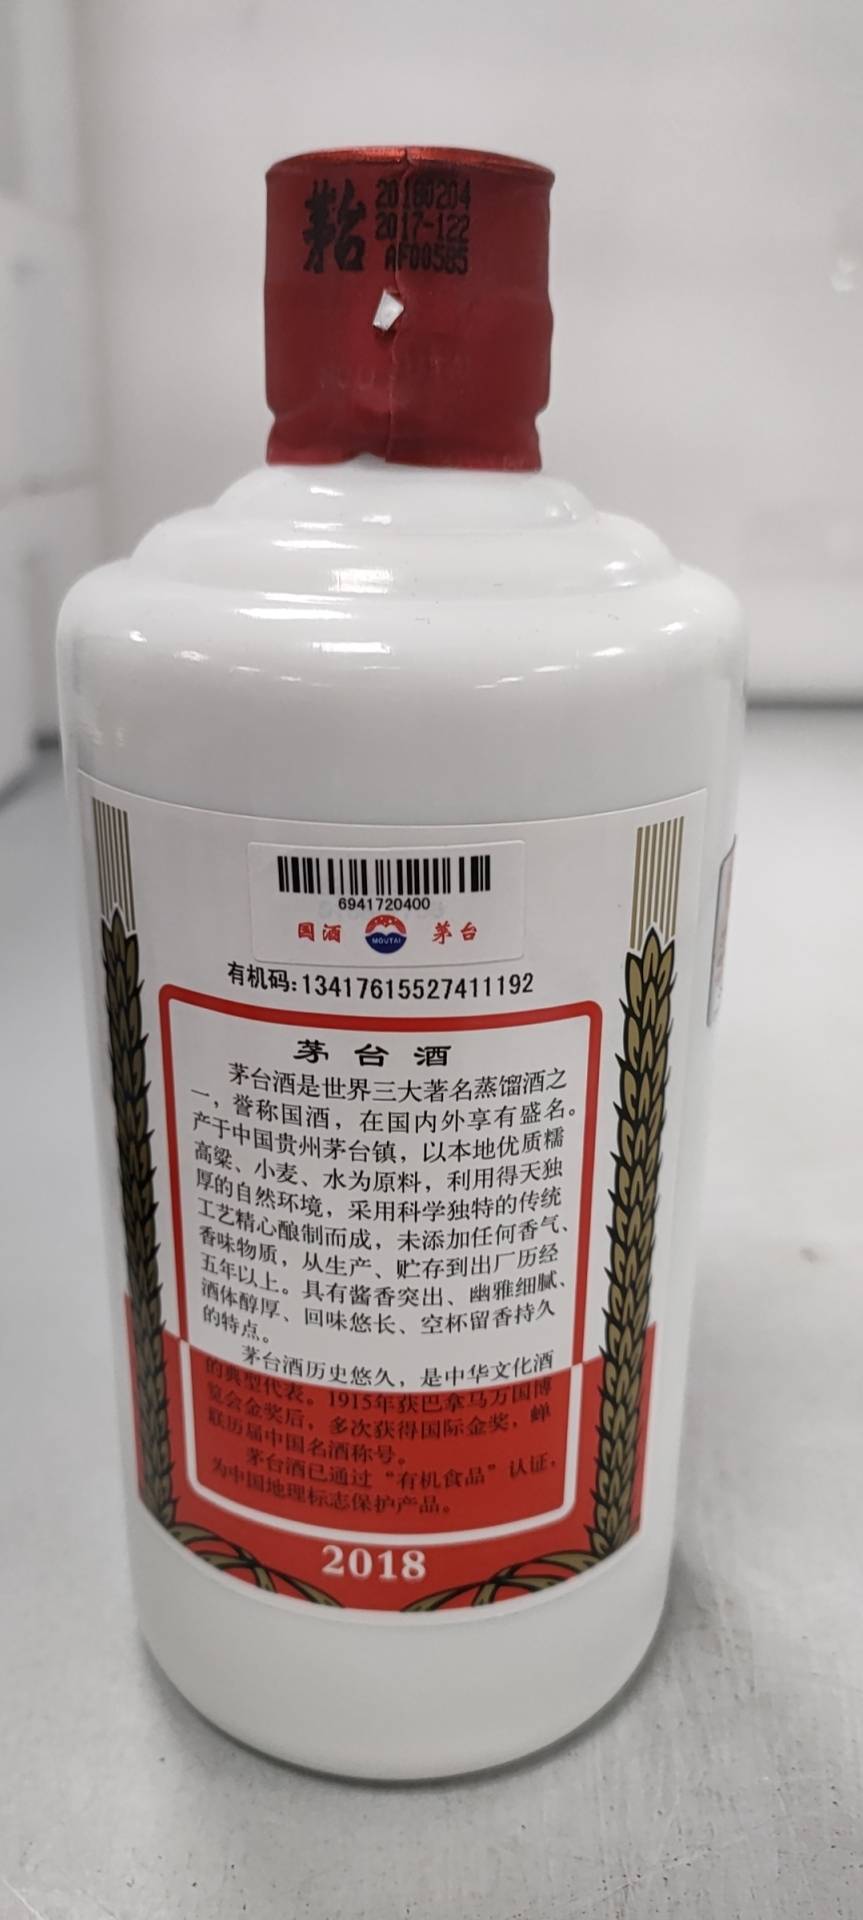 茅台
20180204
2017-122
AF00585
6941720400
国酒 MOUTAI 茅台
有机码:13417615527411192
茅台酒
茅台酒是世界三大著名蒸馏酒之
一，誉称国酒，在国内外享有盛名。
产于中国贵州茅台镇，以本地优质糯
高粱、小麦、水为原料，利用得天独
厚的自然环境，采用科学独特的传统
工艺精心酿制而成，未添加任何香气、
香味物质，从生产、贮存到出厂历经
五年以上。具有酱香突出、幽雅细腻、
酒体醇厚、回味悠长、空杯留香持久
的特点。
茅台酒历史悠久，是中华文化酒
的典型代表。1915年获巴拿马万国博
览会金奖后，多次获得国际金奖，蝉
联历届中国名酒称号。
茅台酒已通过“有机食品”认证，
为中国地理标志保护产品。
2018